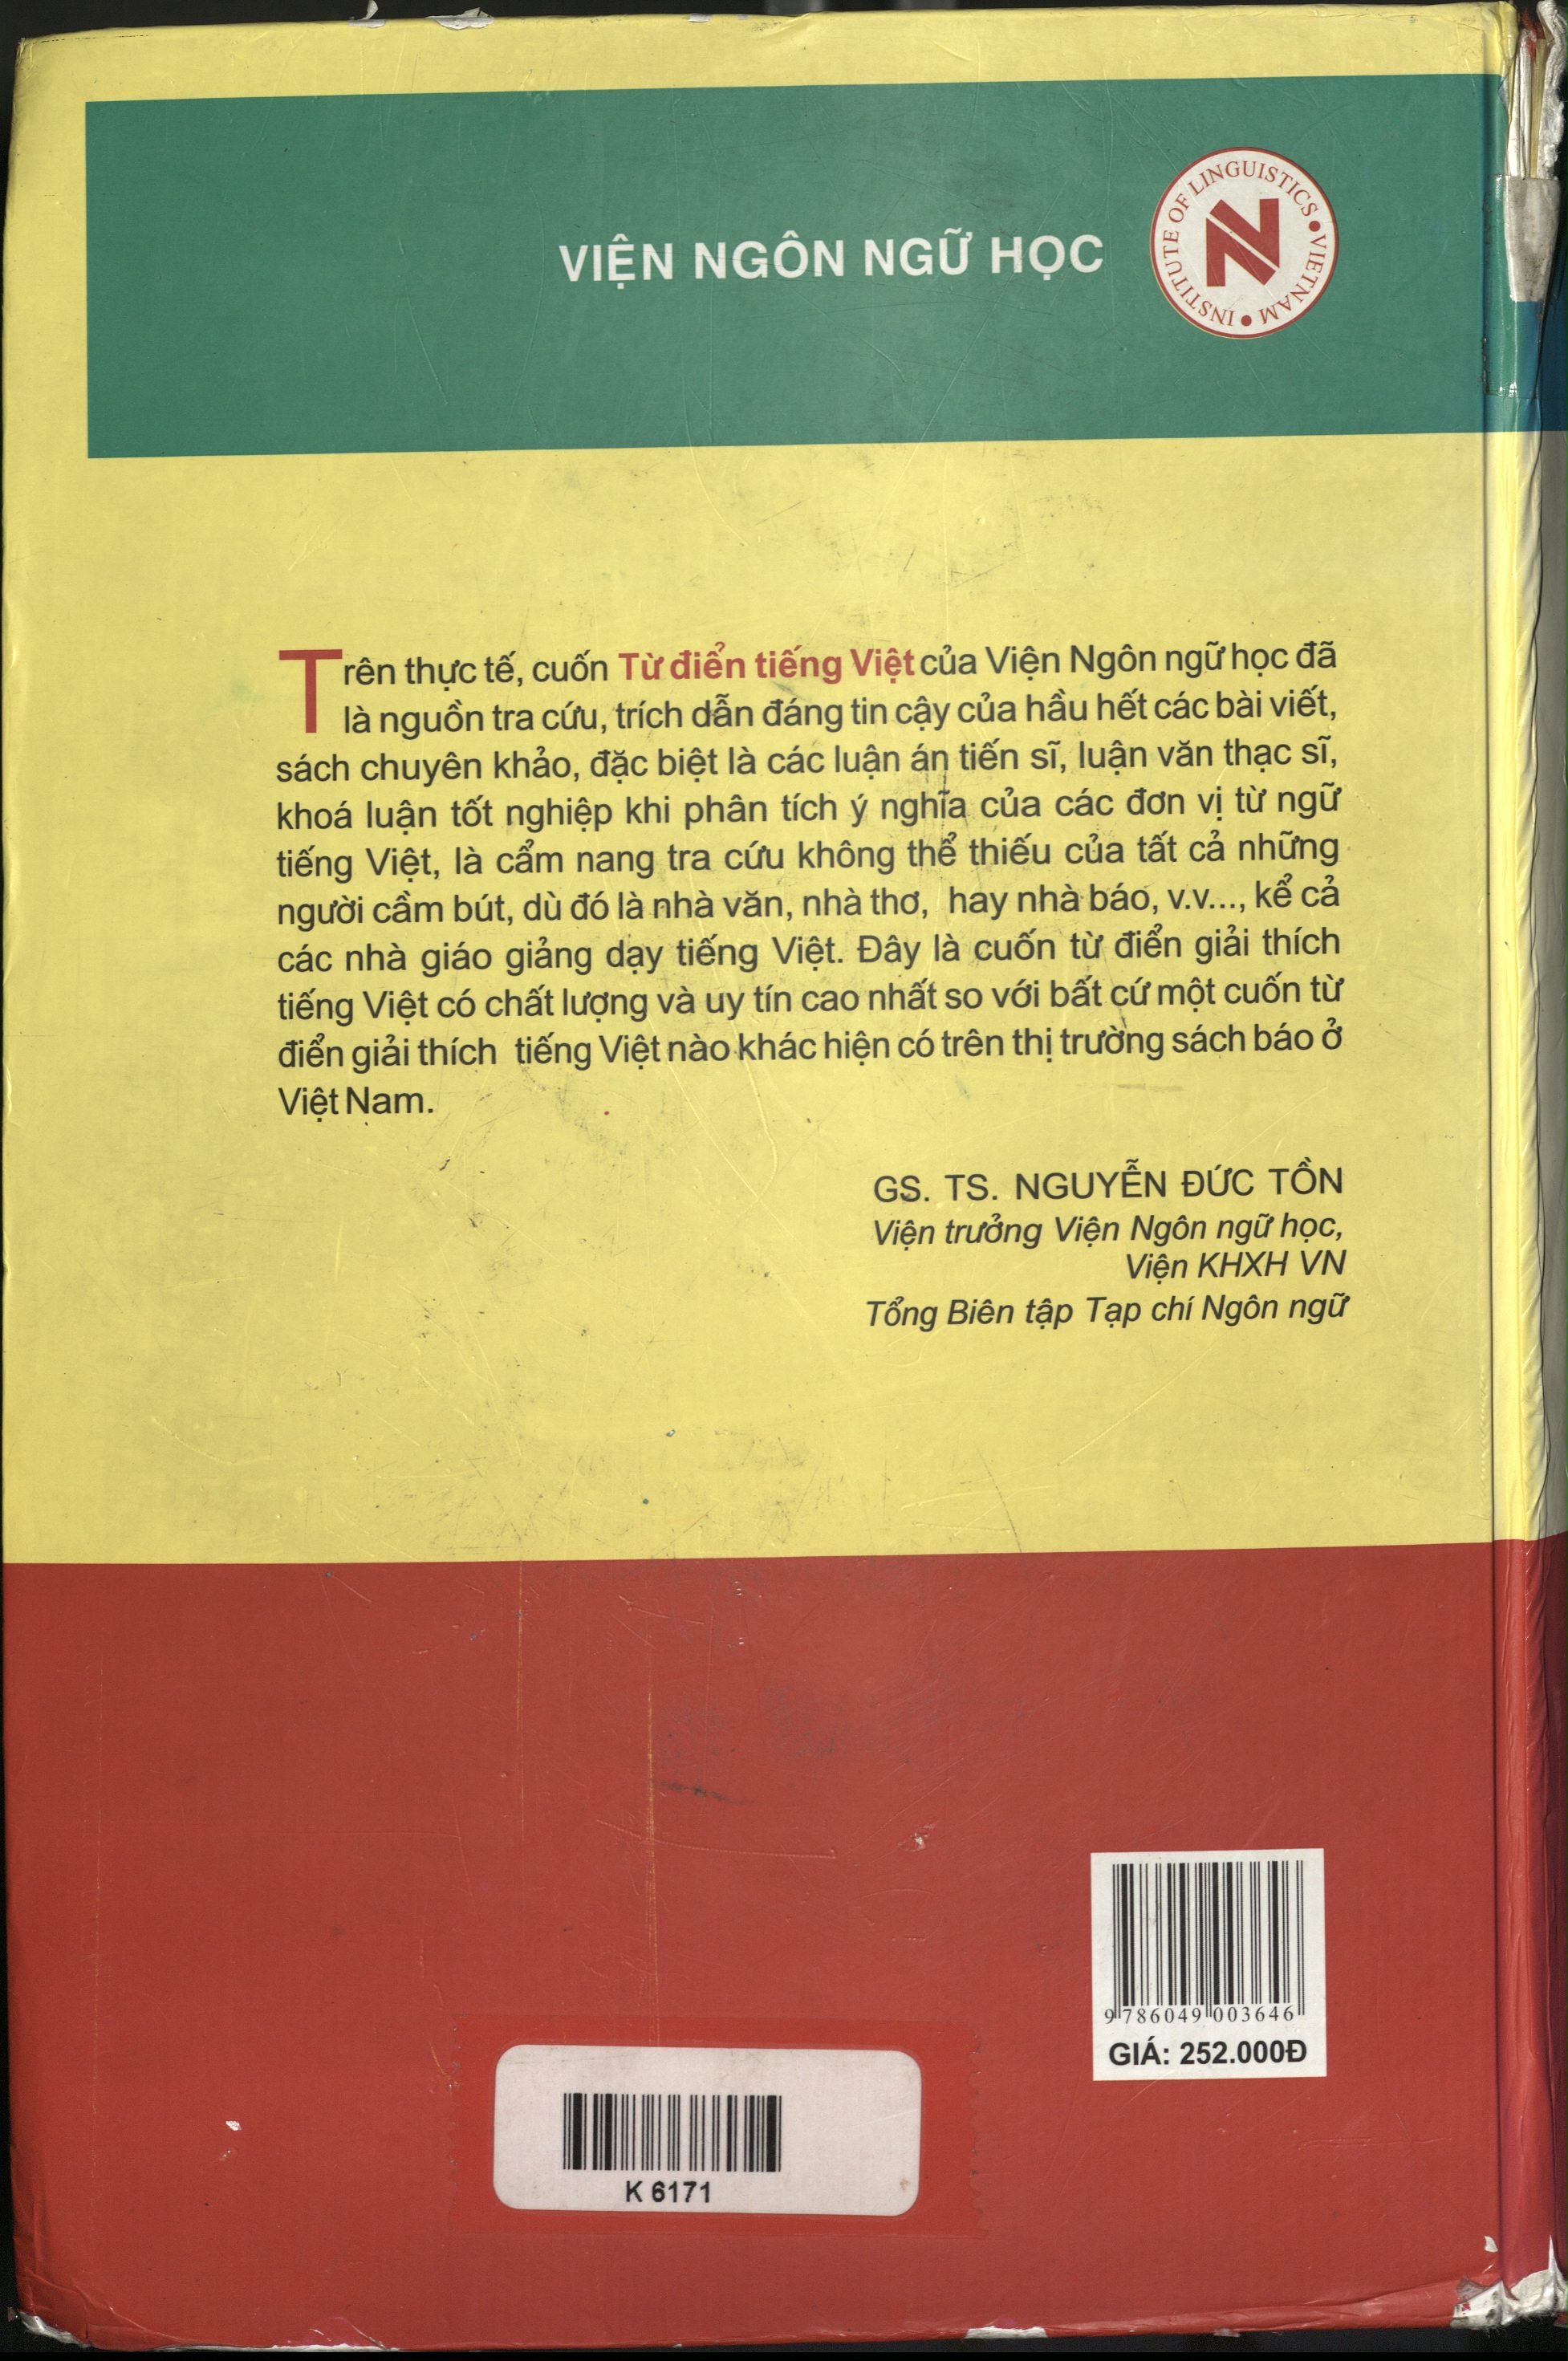 VIỆN NGÔN NGỮ HỌC
INSTITUTE OF LINGUISTICS • VIETNAM •
Trên thực tế, cuốn Từ điển tiếng Việt của Viện Ngôn ngữ học đã
là nguồn tra cứu, trích dẫn đáng tin cậy của hầu hết các bài viết,
sách chuyên khảo, đặc biệt là các luận án tiến sĩ, luận văn thạc sĩ,
khoá luận tốt nghiệp khi phân tích ý nghĩa của các đơn vị từ ngữ
tiếng Việt, là cẩm nang tra cứu không thể thiếu của tất cả những
người cầm bút, dù đó là nhà văn, nhà thơ, hay nhà báo, v.v..., kể cả
các nhà giáo giảng dạy tiếng Việt. Đây là cuốn từ điển giải thích
tiếng Việt có chất lượng và uy tín cao nhất so với bất cứ một cuốn từ
điển giải thích tiếng Việt nào khác hiện có trên thị trường sách báo ở
Việt Nam.
GS. TS. NGUYỄN ĐỨC TỒN
Viện trưởng Viện Ngôn ngữ học,
Viện KHXH VN
Tổng Biên tập Tạp chí Ngôn ngữ
9 786049 003646
GIÁ: 252.000Đ
K 6171